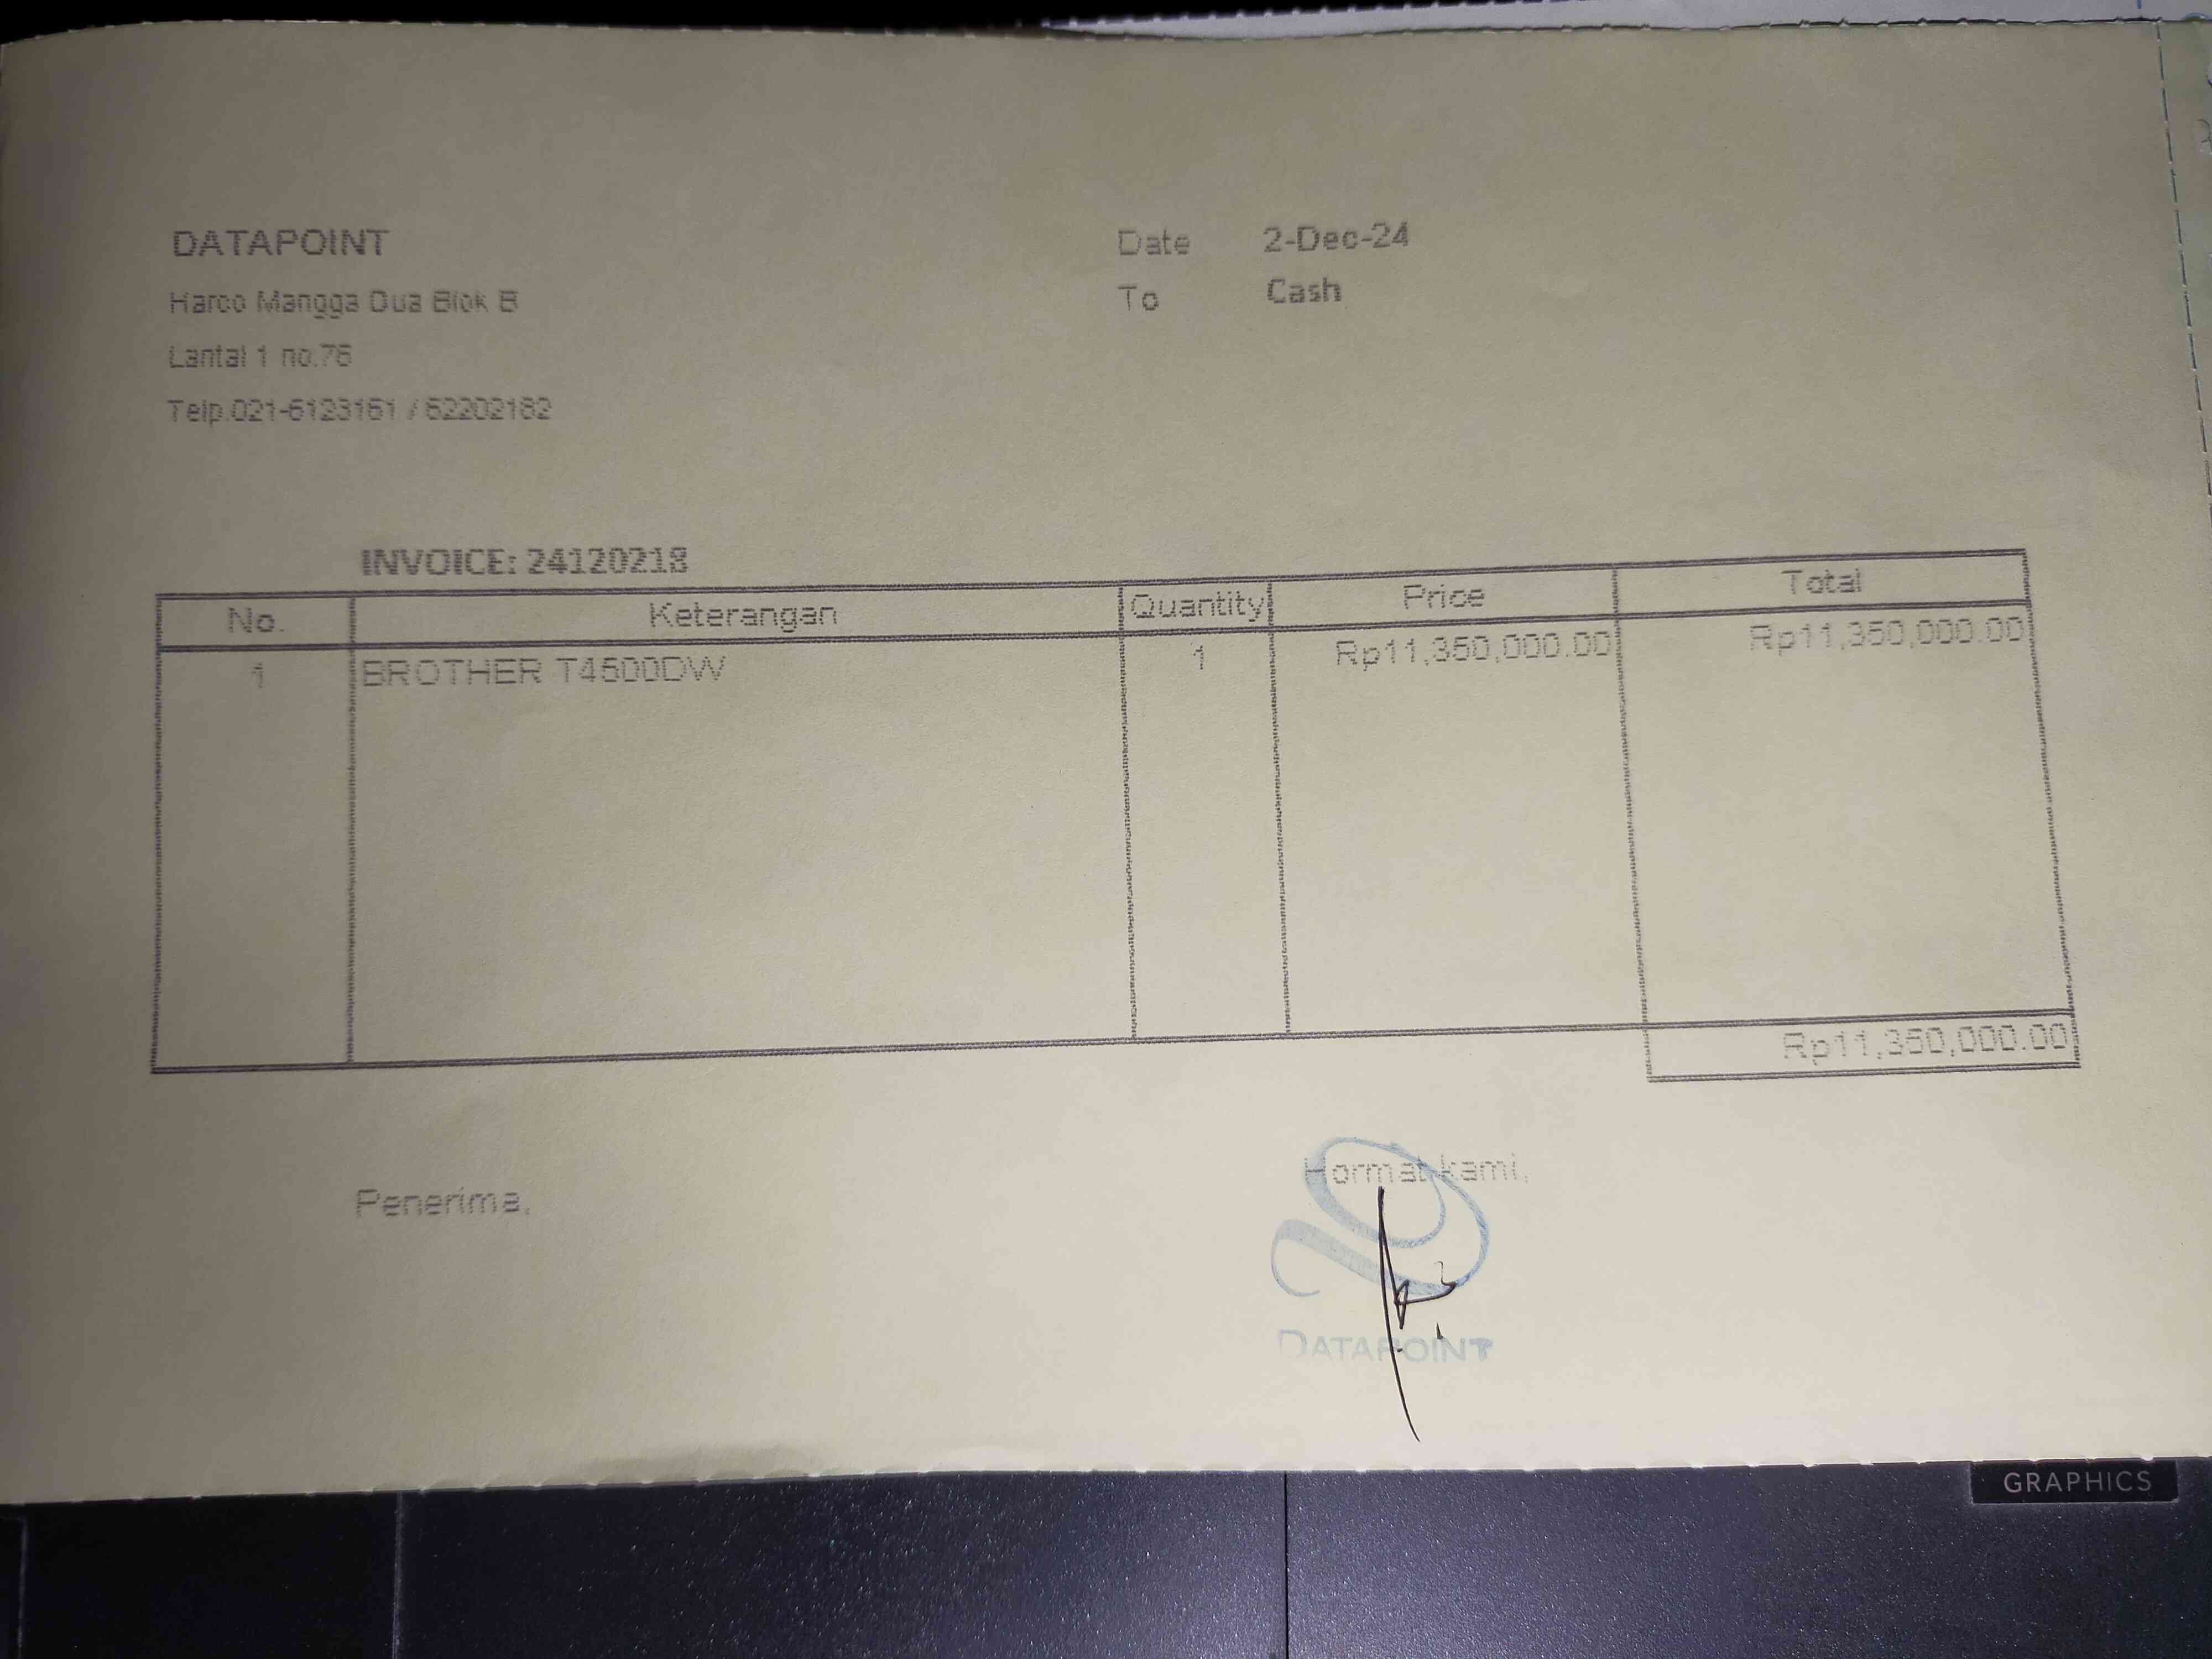 DATAPOINT
Harco Mangga Dua Blok B
Lantai 1 no.76
Telp.021-6123161 / 62202182
Date 2-Dec-24
To Cash
INVOICE: 24120218
No. Keterangan Quantity Price Total
1 BROTHER T4500DW 1 Rp11,350,000.00 Rp11,350,000.00
Rp11,350,000.00
Penerima,
Hormat kami,
DATAPOINT
GRAPHICS